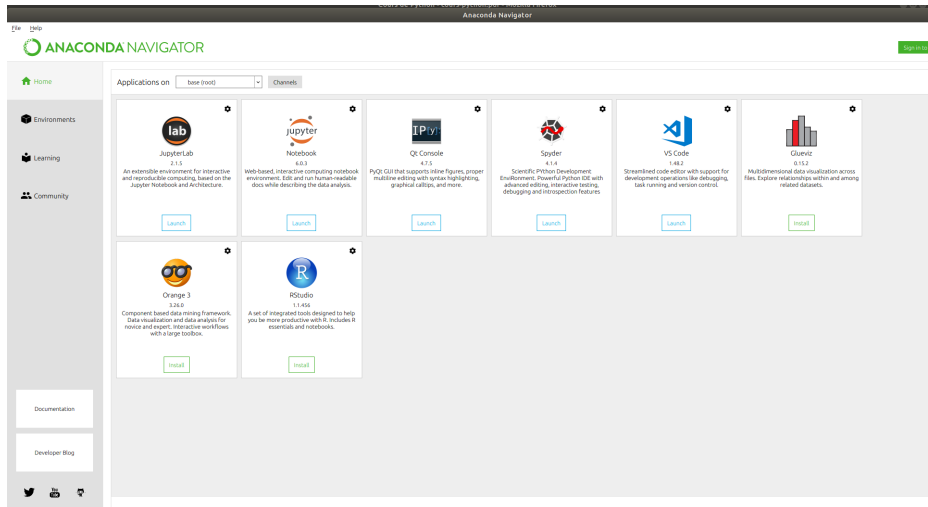 Cours de Python - cours-python.pdf - Mozilla Firefox
Anaconda Navigator
File Help
ANACONDA NAVIGATOR
Sign in to
Home
Applications on base (root) Channels
Environments
Learning
Community
lab
JupyterLab
2.1.5
An extensible environment for interactive
and reproducible computing, based on the
Jupyter Notebook and Architecture.
Launch
jupyter
Notebook
6.0.3
Web-based, interactive computing notebook
environment. Edit and run human-readable
docs while describing the data analysis.
Launch
IP[y]:
Qt Console
4.7.5
PyQt GUI that supports inline figures, proper
multiline editing with syntax highlighting,
graphical calltips, and more.
Launch
Spyder
4.1.4
Scientific PYthon Development
EnviRonment. Powerful Python IDE with
advanced editing, interactive testing,
debugging and introspection features
Launch
VS Code
1.48.2
Streamlined code editor with support for
development operations like debugging,
task running and version control.
Launch
Glueviz
0.15.2
Multidimensional data visualization across
files. Explore relationships within and among
related datasets.
Install
Orange 3
3.26.0
Component based data mining framework.
Data visualization and data analysis for
novice and expert. Interactive workflows
with a large toolbox.
Install
R
RStudio
1.1.456
A set of integrated tools designed to help
you be more productive with R. Includes R
essentials and notebooks.
Install
Documentation
Developer Blog
You
Tube